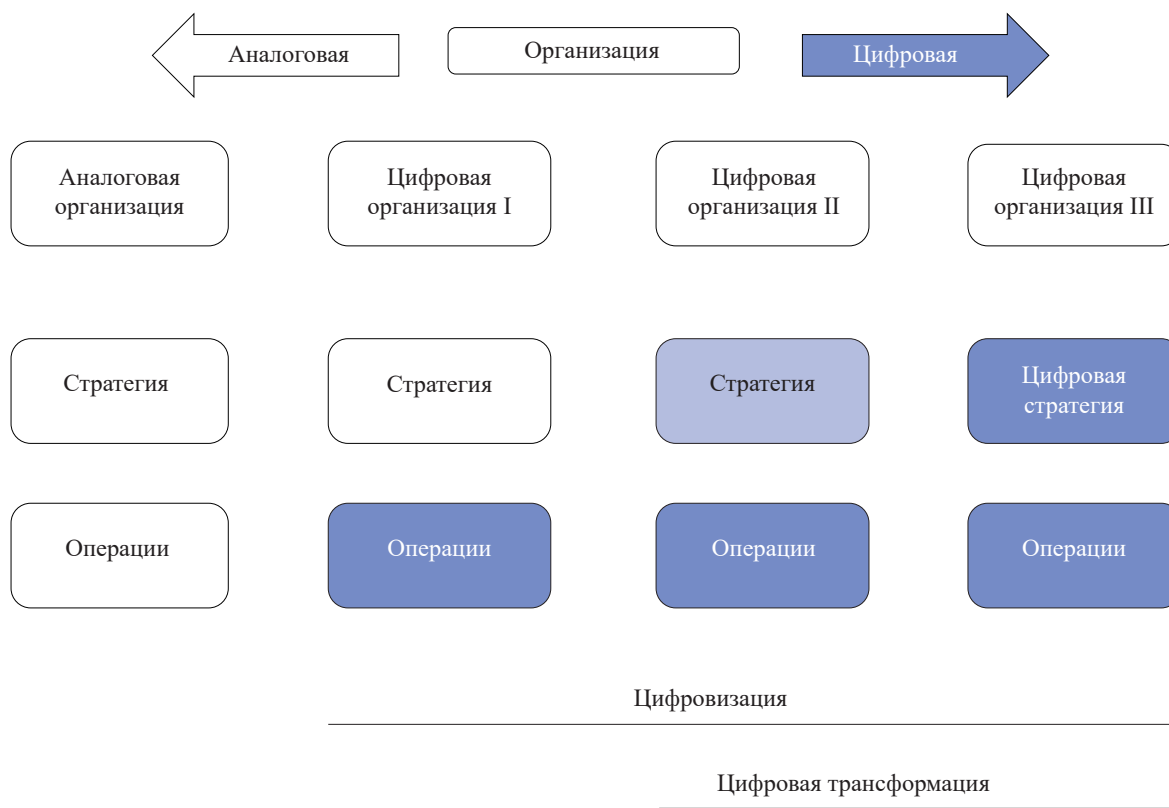 Аналоговая
Организация
Цифровая
Аналоговая
организация
Цифровая
организация I
Цифровая
организация II
Цифровая
организация III
Стратегия
Стратегия
Стратегия
Цифровая
стратегия
Операции
Операции
Операции
Операции
Цифровизация
Цифровая трансформация